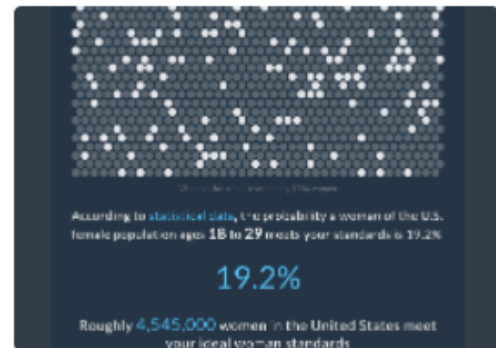 According to statistical data, the probability a woman of the U.S.
female population ages 18 to 29 meets your standards is 19.2%
19.2%
Roughly 4,545,000 women in the United States meet
your ideal woman standards